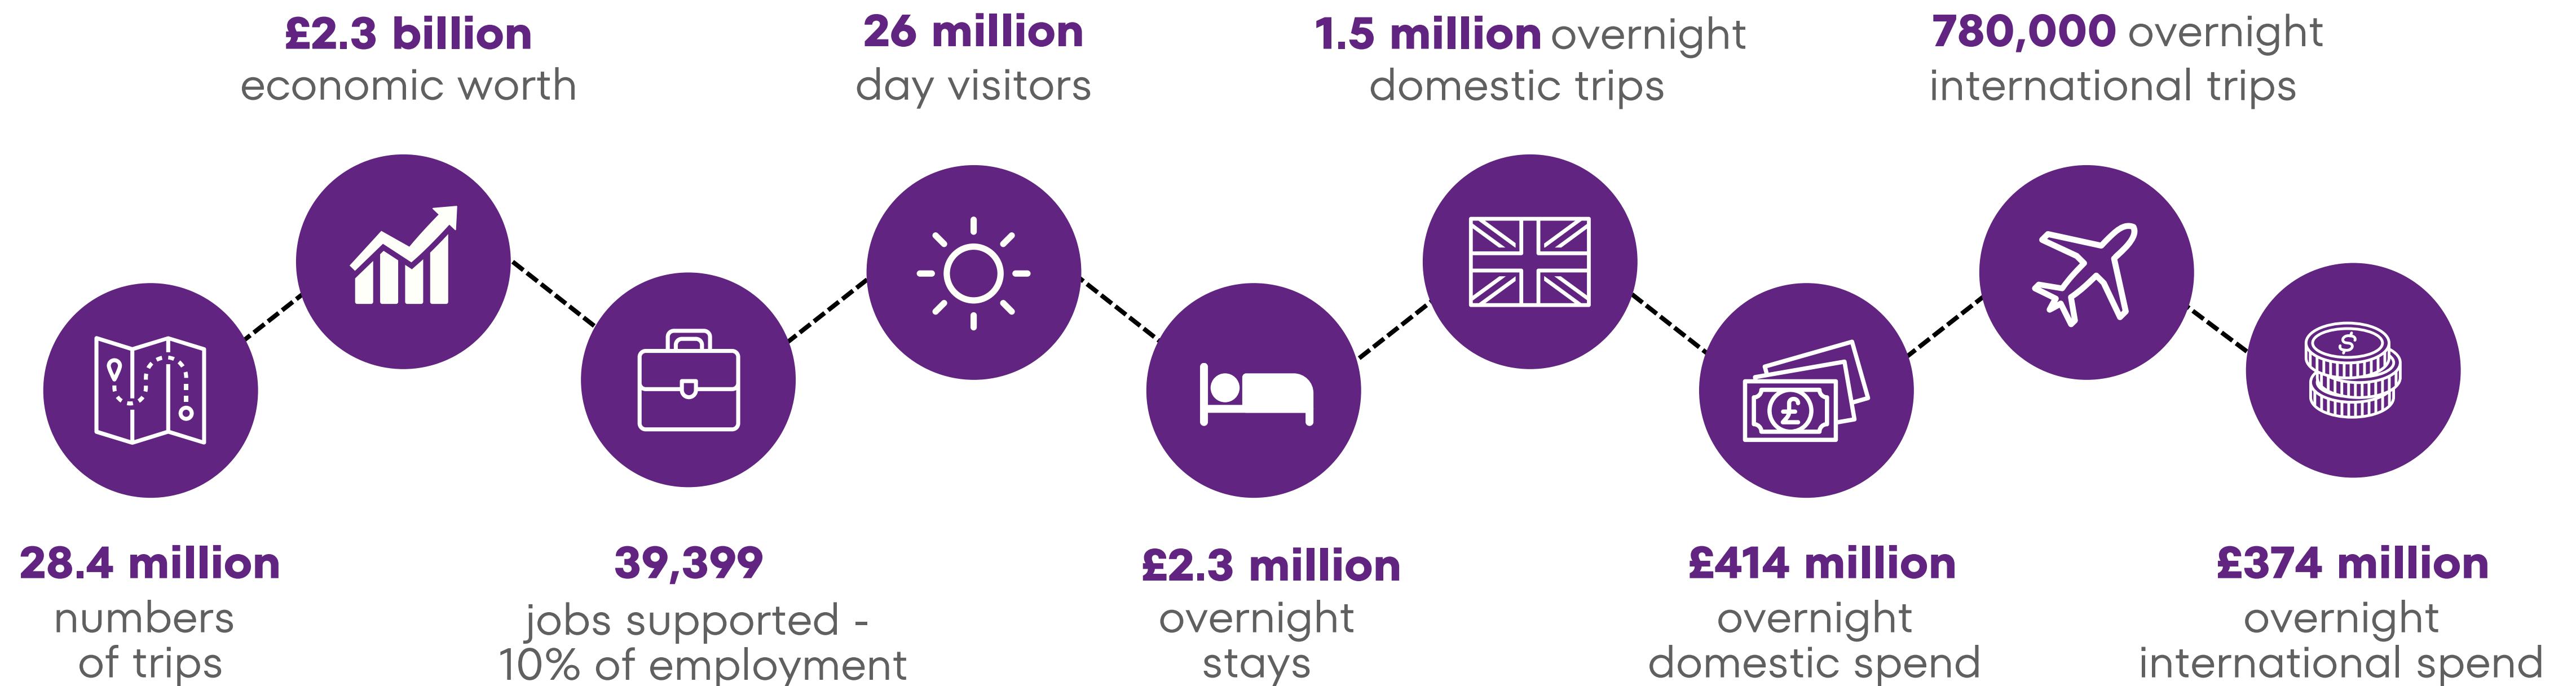 £2.3 billion
economic worth
26 million
day visitors
1.5 million overnight
domestic trips
780,000 overnight
international trips
£
$
28.4 million
numbers
of trips
39,399
jobs supported -
10% of employment
£2.3 million
overnight
stays
£414 million
overnight
domestic spend
£374 million
overnight
international spend